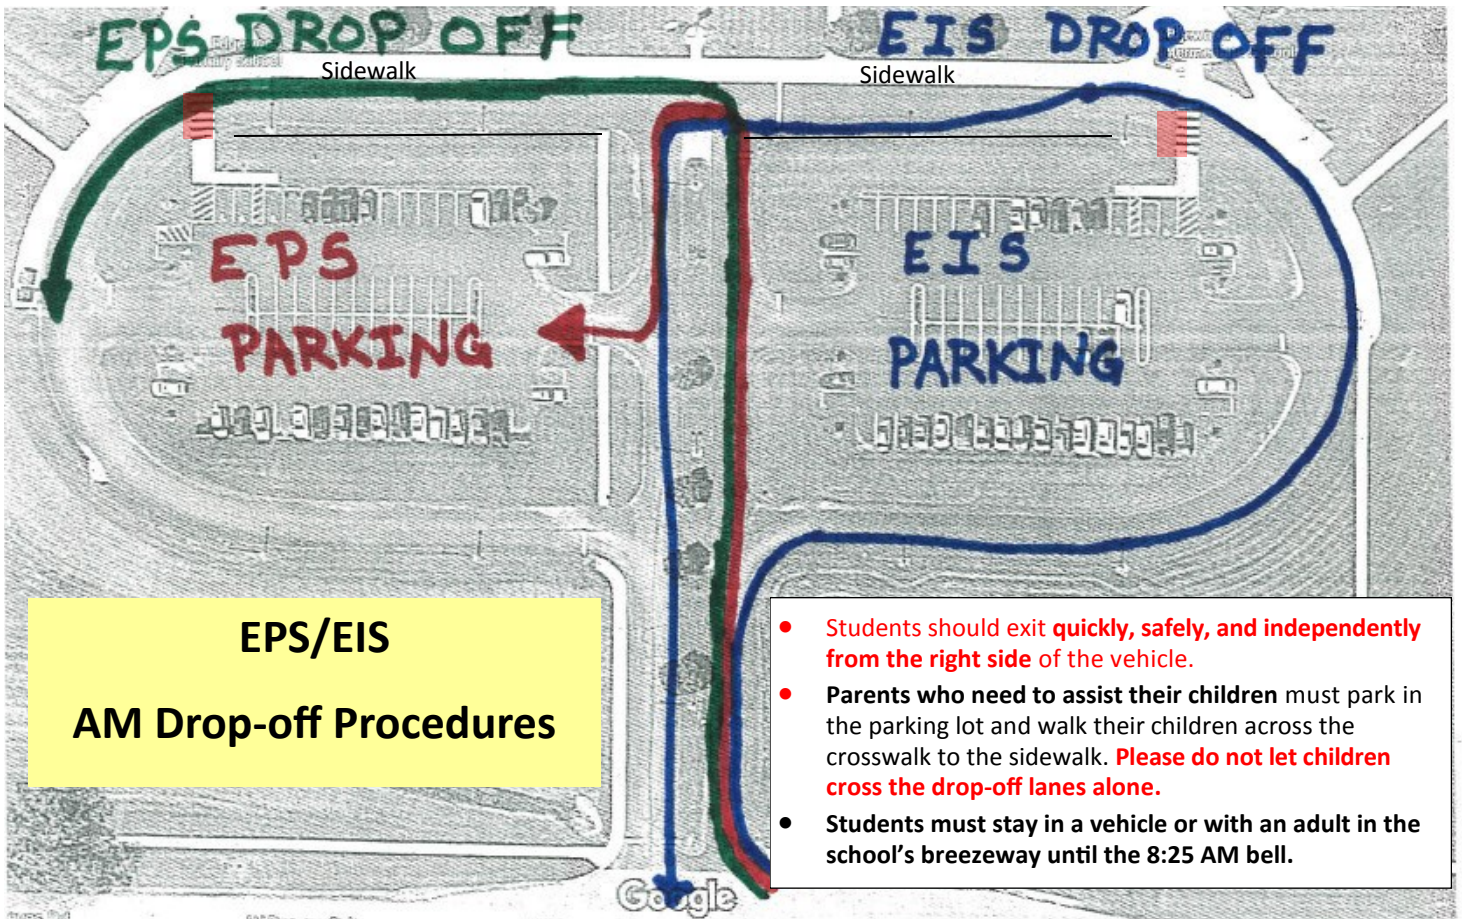 EPS DROP OFF
EIS DROP OFF
Sidewalk
Sidewalk
EPS
PARKING
EIS
PARKING
EPS/EIS
AM Drop-off Procedures
• Students should exit quickly, safely, and independently
from the right side of the vehicle.
• Parents who need to assist their children must park in
the parking lot and walk their children across the
crosswalk to the sidewalk. Please do not let children
cross the drop-off lanes alone.
• Students must stay in a vehicle or with an adult in the
school’s breezeway until the 8:25 AM bell.
Google